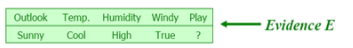 Outlook Temp. Humidity Windy Play
Sunny Cool High True ?
Evidence E